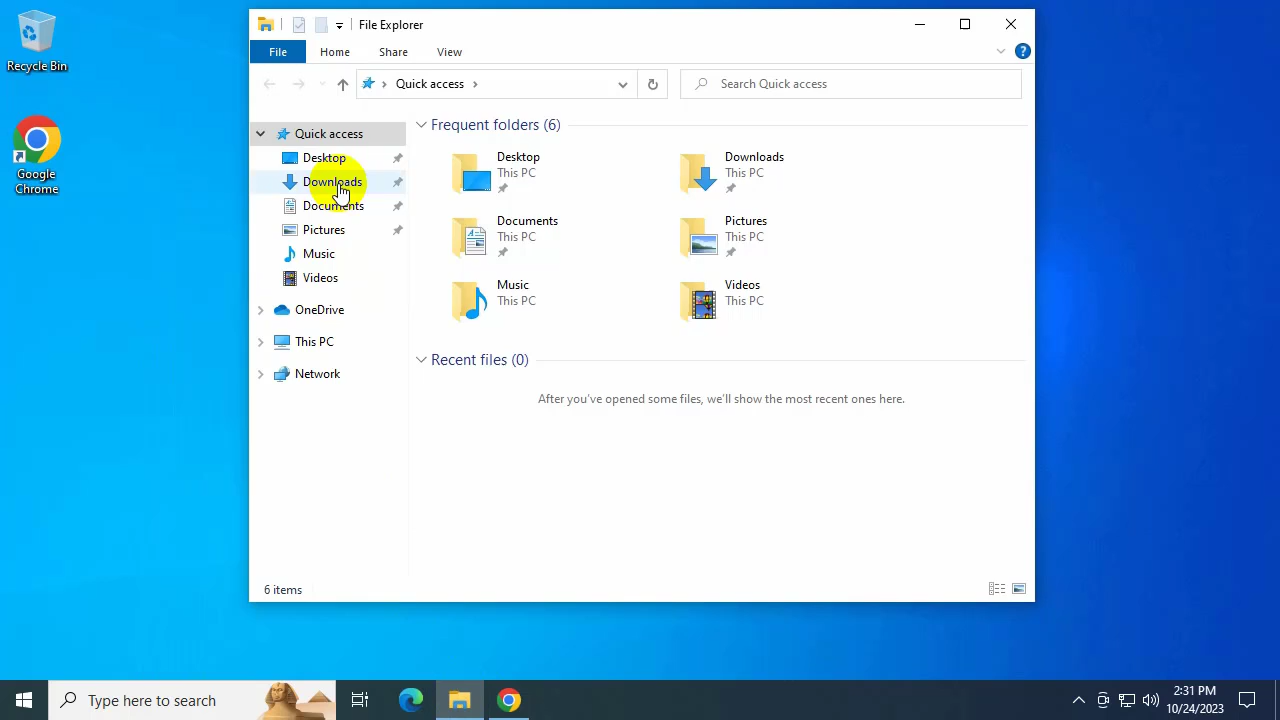 Recycle Bin
Google
Chrome
File Explorer
File
Home
Share
View
Quick access
Search Quick access
Quick access
Desktop
Downloads
Documents
Pictures
Music
Videos
OneDrive
This PC
Network
Frequent folders (6)
Desktop
This PC
Downloads
This PC
Documents
This PC
Pictures
This PC
Music
This PC
Videos
This PC
Recent files (0)
After you've opened some files, we'll show the most recent ones here.
6 items
Type here to search
2:31 PM
10/24/2023